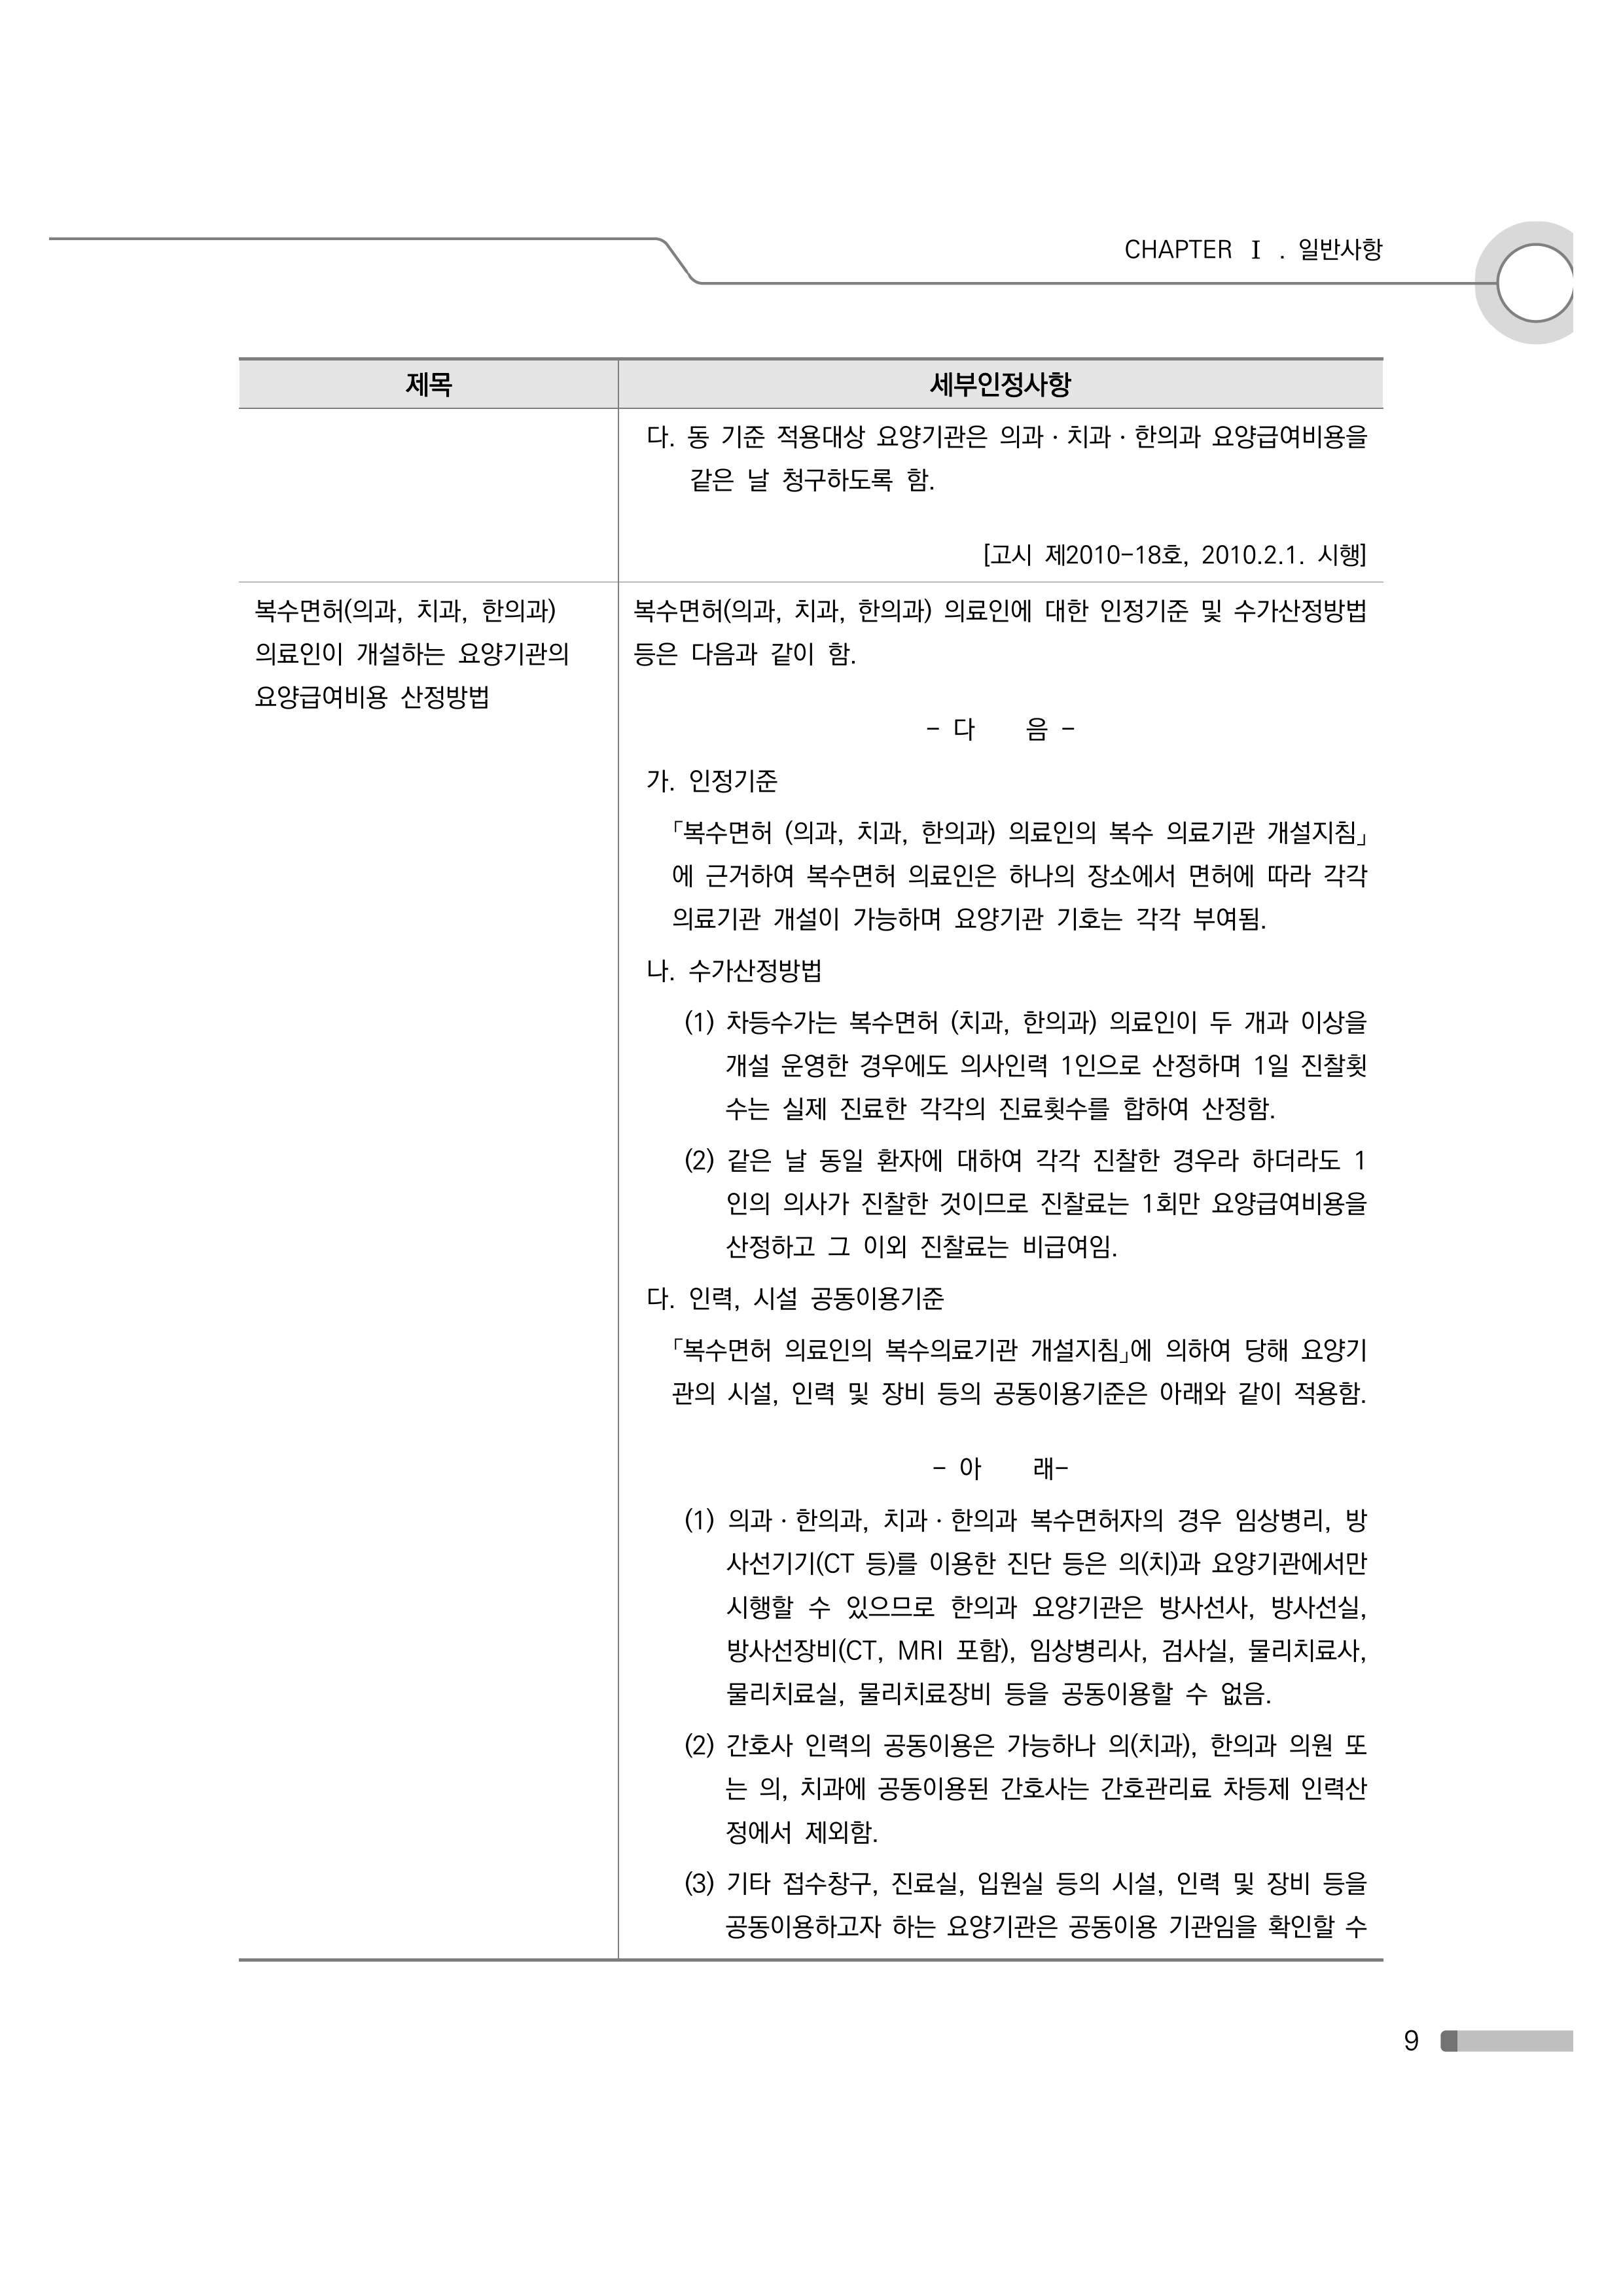 CHAPTER Ⅰ . 일반사항
제목
세부인정사항
다. 동 기준 적용대상 요양기관은 의과 · 치과 · 한의과 요양급여비용을
같은 날 청구하도록 함.
[고시 제2010-18호, 2010.2.1. 시행]
복수면허(의과, 치과, 한의과)
의료인이 개설하는 요양기관의
요양급여비용 산정방법
복수면허(의과, 치과, 한의과) 의료인에 대한 인정기준 및 수가산정방법
등은 다음과 같이 함.
- 다 음 -
가. 인정기준
「복수면허 (의과, 치과, 한의과) 의료인의 복수 의료기관 개설지침」
에 근거하여 복수면허 의료인은 하나의 장소에서 면허에 따라 각각
의료기관 개설이 가능하며 요양기관 기호는 각각 부여됨.
나. 수가산정방법
(1) 차등수가는 복수면허 (치과, 한의과) 의료인이 두 개과 이상을
개설 운영한 경우에도 의사인력 1인으로 산정하며 1일 진찰횟
수는 실제 진료한 각각의 진료횟수를 합하여 산정함.
(2) 같은 날 동일 환자에 대하여 각각 진찰한 경우라 하더라도 1
인의 의사가 진찰한 것이므로 진찰료는 1회만 요양급여비용을
산정하고 그 이외 진찰료는 비급여임.
다. 인력, 시설 공동이용기준
「복수면허 의료인의 복수의료기관 개설지침」에 의하여 당해 요양기
관의 시설, 인력 및 장비 등의 공동이용기준은 아래와 같이 적용함.
- 아 래-
(1) 의과 · 한의과, 치과 · 한의과 복수면허자의 경우 임상병리, 방
사선기기(CT 등)를 이용한 진단 등은 의(치)과 요양기관에서만
시행할 수 있으므로 한의과 요양기관은 방사선사, 방사선실,
방사선장비(CT, MRI 포함), 임상병리사, 검사실, 물리치료사,
물리치료실, 물리치료장비 등을 공동이용할 수 없음.
(2) 간호사 인력의 공동이용은 가능하나 의(치과), 한의과 의원 또
는 의, 치과에 공동이용된 간호사는 간호관리료 차등제 인력산
정에서 제외함.
(3) 기타 접수창구, 진료실, 입원실 등의 시설, 인력 및 장비 등을
공동이용하고자 하는 요양기관은 공동이용 기관임을 확인할 수
9